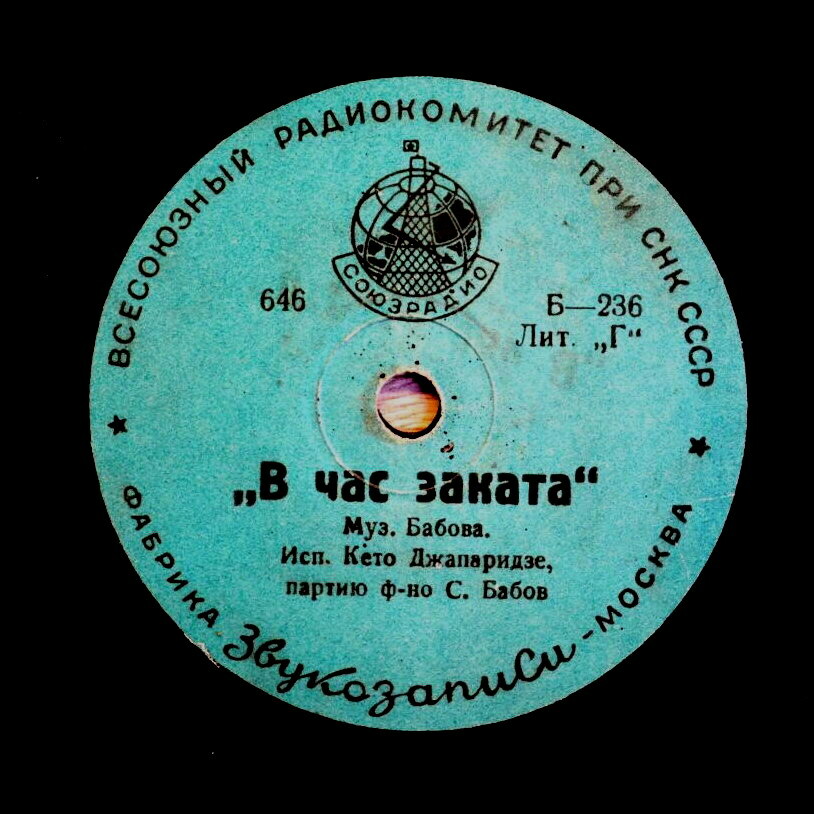 ВСЕСОЮЗНЫЙ РАДИОКОМИТЕТ ПРИ СНК СССР
СОЮЗРАДИО
646
Б—236
Лит. „Г“
„В час заката“
Муз. Бабова.
Исп. Кето Джапаридзе,
партию ф-но С. Бабов
★ ФАБРИКА Звукозаписи - МОСКВА ★